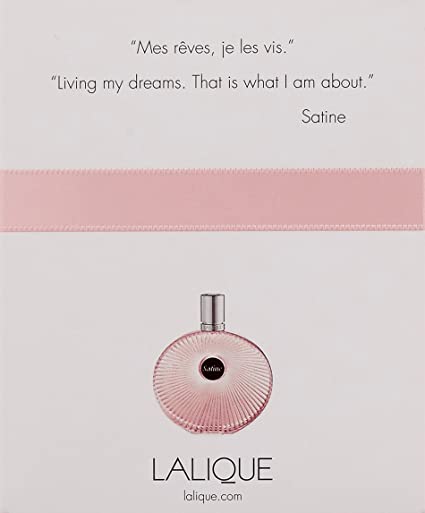 “Mes rêves, je les vis.”
“Living my dreams. That is what I am about.”
Satine
Satine
LALIQUE
lalique.com